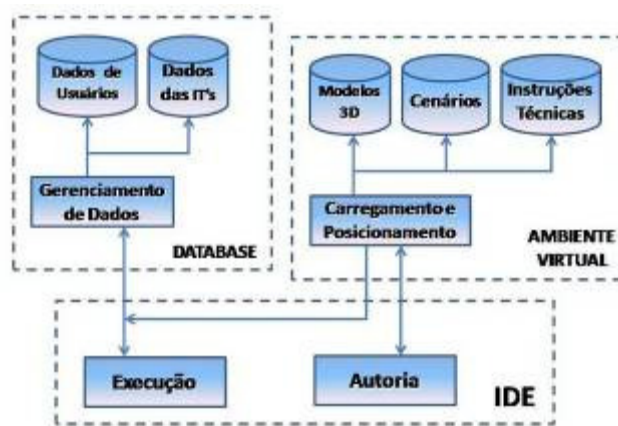 Dados de
Usuários
Dados
das IT's
Gerenciamento
de Dados
DATABASE
Modelos
3D
Cenários
Instruções
Técnicas
Carregamento e
Posicionamento
AMBIENTE
VIRTUAL
Execução
Autoria
IDE